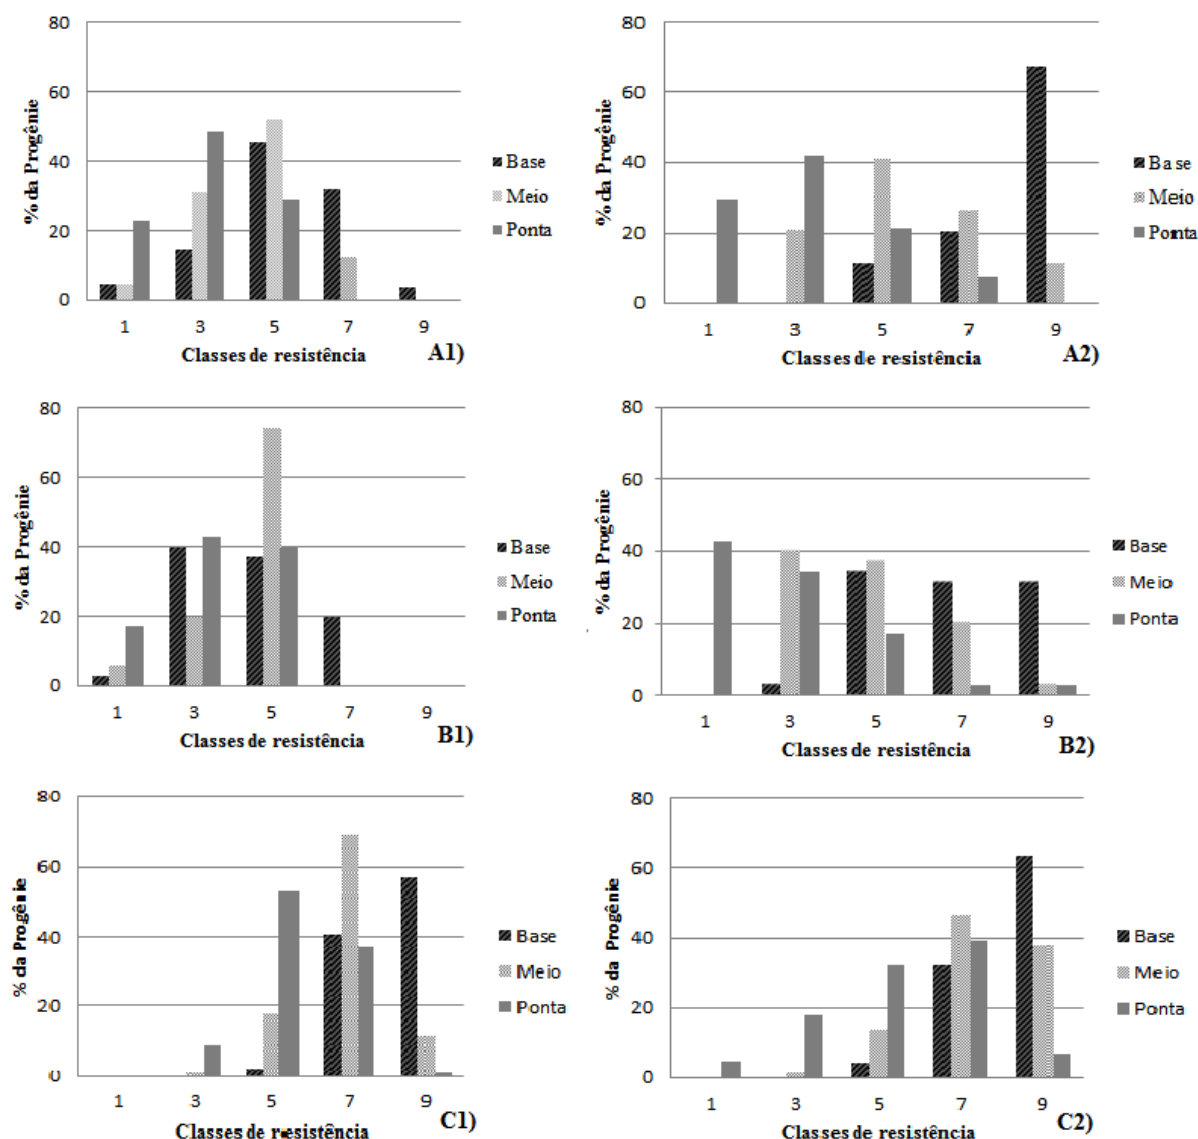 80
60
40
20
0
% da Progênie
1 3 5 7 9
Classes de resistência
A1)
Base
Meio
Ponta
80
60
40
20
0
% da Progênie
1 3 5 7 9
Classes de resistência
A2)
Base
Meio
Ponta
80
60
40
20
0
% da Progênie
1 3 5 7 9
Classes de resistência
B1)
Base
Meio
Ponta
80
60
40
20
0
% da Progênie
1 3 5 7 9
Classes de resistência
B2)
Base
Meio
Ponta
80
60
40
20
0
% da Progênie
1 3 5 7 9
Classes de resistência
C1)
Base
Meio
Ponta
80
60
40
20
0
% da Progênie
1 3 5 7 9
Classes de resistência
C2)
Base
Meio
Ponta